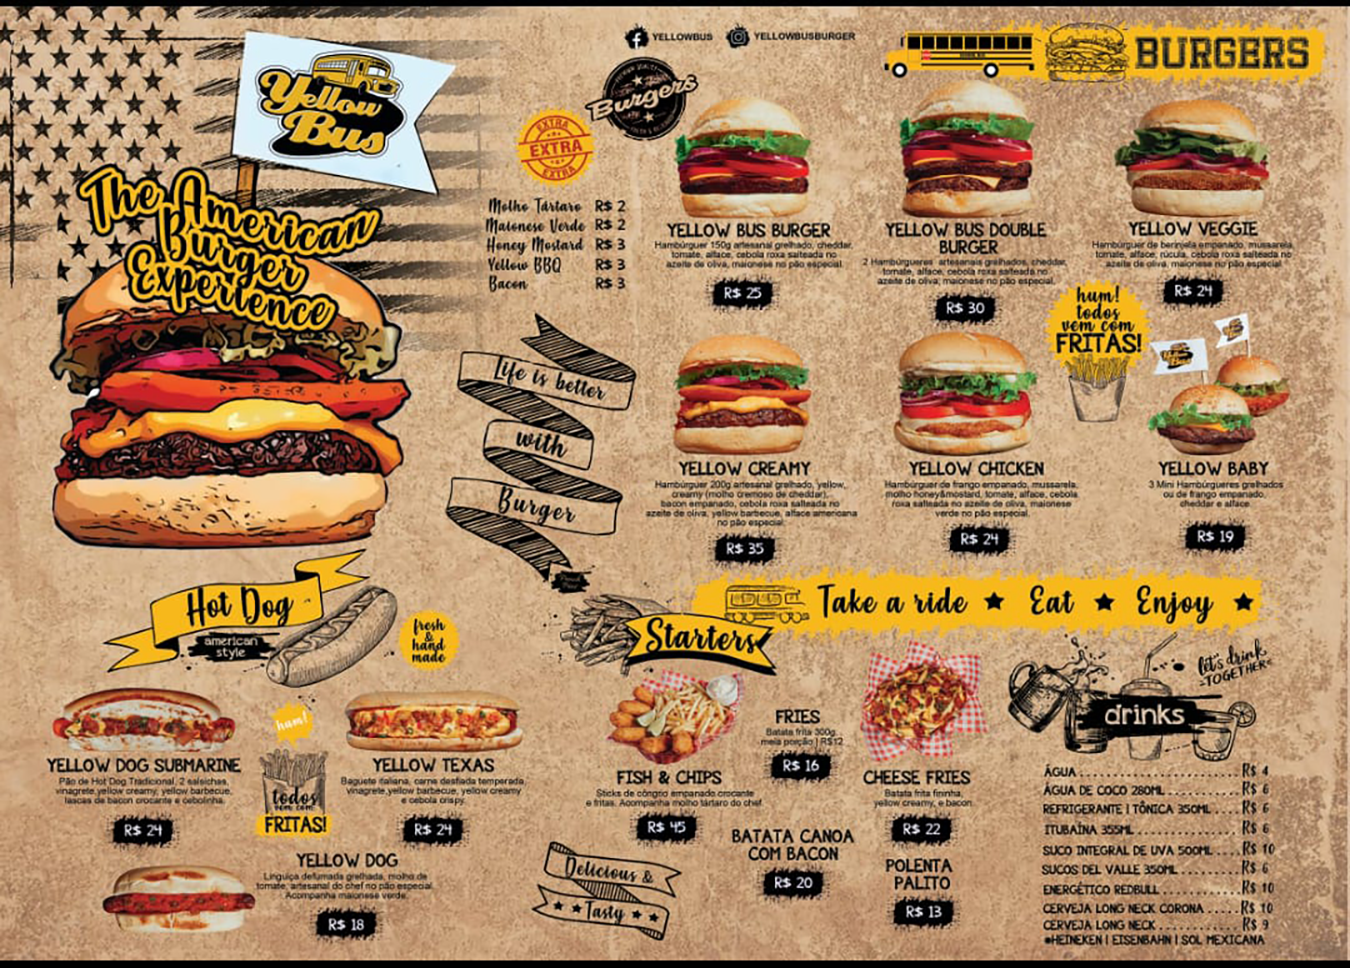 Yellow
Bus
The American
Burger
Experience
YELLOWBUS
YELLOWBUSBURGER
Burgers
BURGERS
EXTRA
EXTRA
EXTRA
Molho Tártaro R$ 2
Maionese Verde R$ 2
Honey Mostard R$ 3
Yellow BBQ R$ 3
Bacon R$ 3
YELLOW BUS BURGER
Hambúrguer 150g artesanal grelhado, cheddar,
tomate, alface, cebola roxa salteada no
azeite de oliva, maionese no pão especial.
R$ 25
YELLOW BUS DOUBLE
BURGER
2 Hambúrgueres artesanais grelhados, cheddar,
tomate, alface, cebola roxa salteada no
azeite de oliva, maionese no pão especial.
R$ 30
YELLOW VEGGIE
Hambúrguer de berinjela empanado, mussarela,
tomate, alface, rúcula, cebola roxa salteada no
azeite de oliva, maionese no pão especial.
R$ 24
hum!
todos
vem com
FRITAS!
Life is better
with
Burger
YELLOW CREAMY
Hambúrguer 200g artesanal grelhado, yellow,
creamy (molho cremoso de cheddar),
bacon empanado, cebola roxa salteada no
azeite de oliva, yellow barbecue, alface americana
no pão especial.
R$ 35
YELLOW CHICKEN
Hambúrguer de frango empanado, mussarela,
molho honey&mostard, tomate, alface, cebola
roxa salteada no azeite de oliva, maionese
verde no pão especial.
R$ 24
YELLOW BABY
3 Mini Hambúrgueres grelhados
ou de frango empanado,
cheddar e alface.
R$ 19
Take a ride ★ Eat ★ Enjoy ★
Hot Dog
american
style
fresh
&
hand
made
YELLOW DOG SUBMARINE
Pão de Hot Dog Tradicional, 2 salsichas,
vinagrete, yellow creamy, yellow barbecue,
lascas de bacon crocante e cebolinha.
R$ 24
hum!
todos
vem com
FRITAS!
YELLOW TEXAS
Baguete italiana, carne desfiada temperada,
vinagrete, yellow barbecue, yellow creamy
e cebola crispy.
R$ 24
YELLOW DOG
Linguiça defumada grelhada, molho de
tomate, artesanal do chef no pão especial.
Acompanha maionese verde.
R$ 18
Starters
FISH & CHIPS
Sticks de côngrio empanado crocante
e fritas. Acompanha molho tártaro do chef.
R$ 45
FRIES
Batata frita 300g
meia porção | R$12
R$ 16
CHEESE FRIES
Batata frita fininha,
yellow creamy, e bacon.
R$ 22
BATATA CANOA
COM BACON
R$ 20
POLENTA
PALITO
R$ 13
Delicious &
★ ★ Tasty ★ ★
let's drink
TOGETHER
drinks
ÁGUA R$ 4
ÁGUA DE COCO 280ML R$ 6
REFRIGERANTE | TÔNICA 350ML R$ 6
ITUBAÍNA 355ML R$ 6
SUCO INTEGRAL DE UVA 500ML R$ 10
SUCOS DEL VALLE 350ML R$ 6
ENERGÉTICO REDBULL R$ 10
CERVEJA LONG NECK CORONA R$ 10
CERVEJA LONG NECK R$ 9
*HEINEKEN | EISENBAHN | SOL MEXICANA